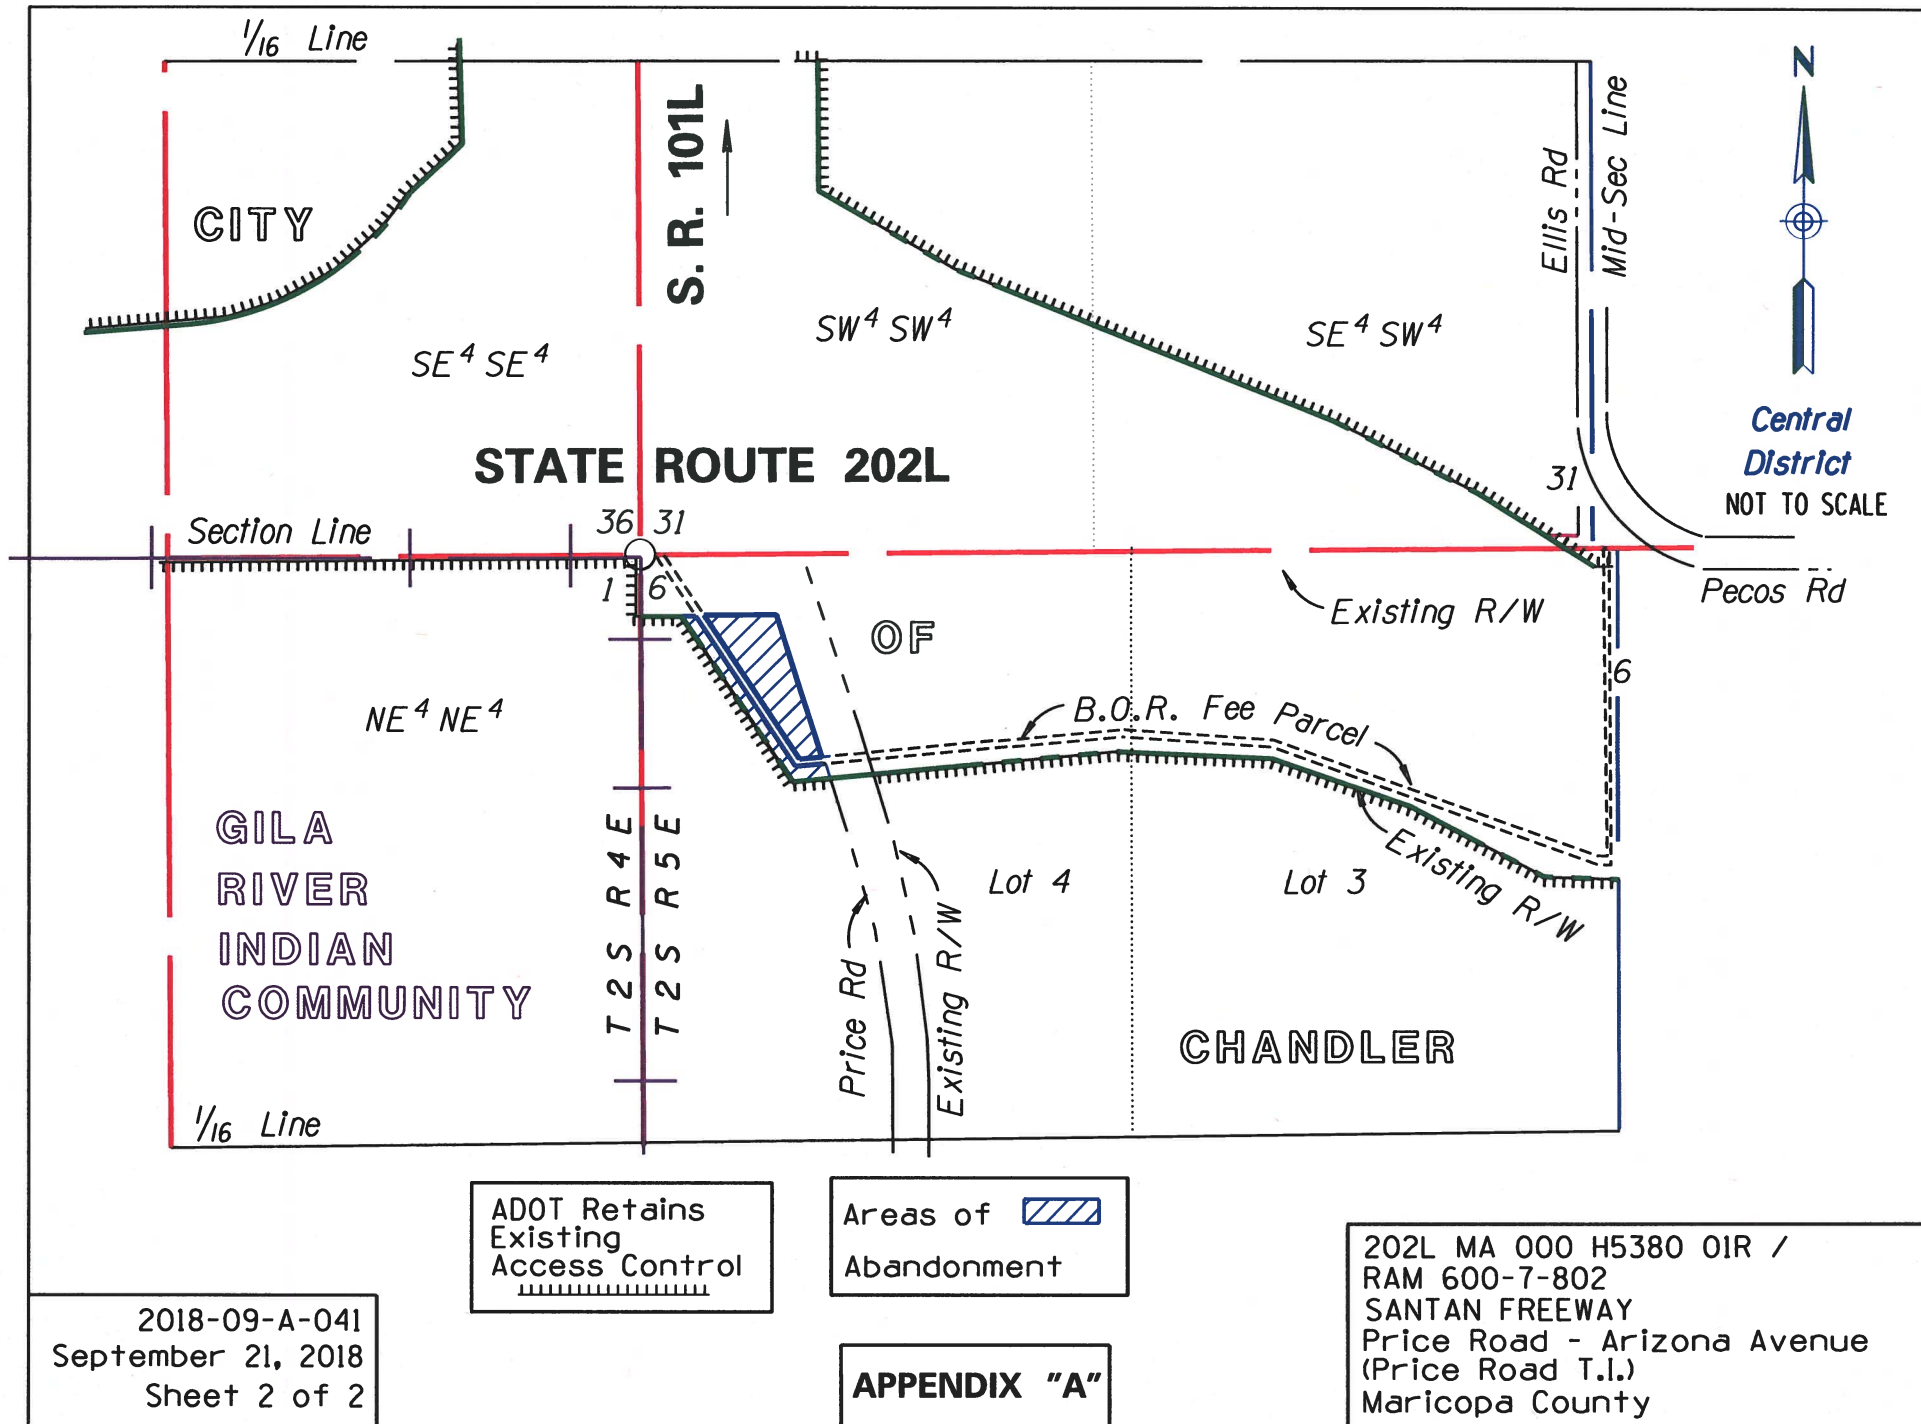 1/16 Line
N
CITY
S. R. 101L
Ellis Rd
Mid-Sec Line
SE⁴ SE⁴
SW⁴ SW⁴
SE⁴ SW⁴
Central
District
NOT TO SCALE
STATE ROUTE 202L
31
Section Line
36
31
1
6
Existing R/W
Pecos Rd
OF
6
NE⁴ NE⁴
B.O.R. Fee Parcel
GILA
RIVER
INDIAN
COMMUNITY
T2S R4E
T2S R5E
Price Rd
Existing R/W
Lot 4
Lot 3
Existing R/W
CHANDLER
1/16 Line
ADOT Retains
Existing
Access Control
Areas of
Abandonment
2018-09-A-041
September 21, 2018
Sheet 2 of 2
APPENDIX "A"
202L MA 000 H5380 01R /
RAM 600-7-802
SANTAN FREEWAY
Price Road - Arizona Avenue
(Price Road T.I.)
Maricopa County